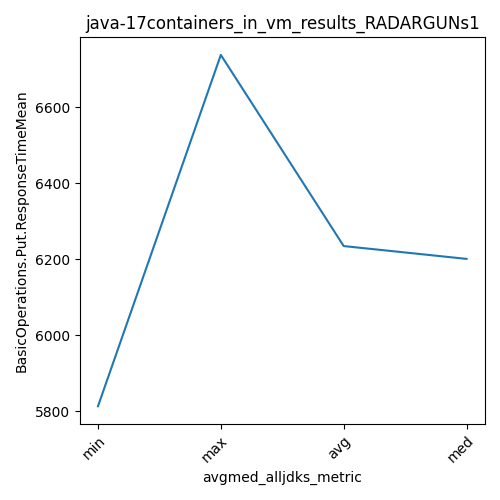 java-17containers_in_vm_results_RADARGUNs1
BasicOperations.Put.ResponseTimeMean
6600
6400
6200
6000
5800
min
max
avg
med
avgmed_alljdks_metric